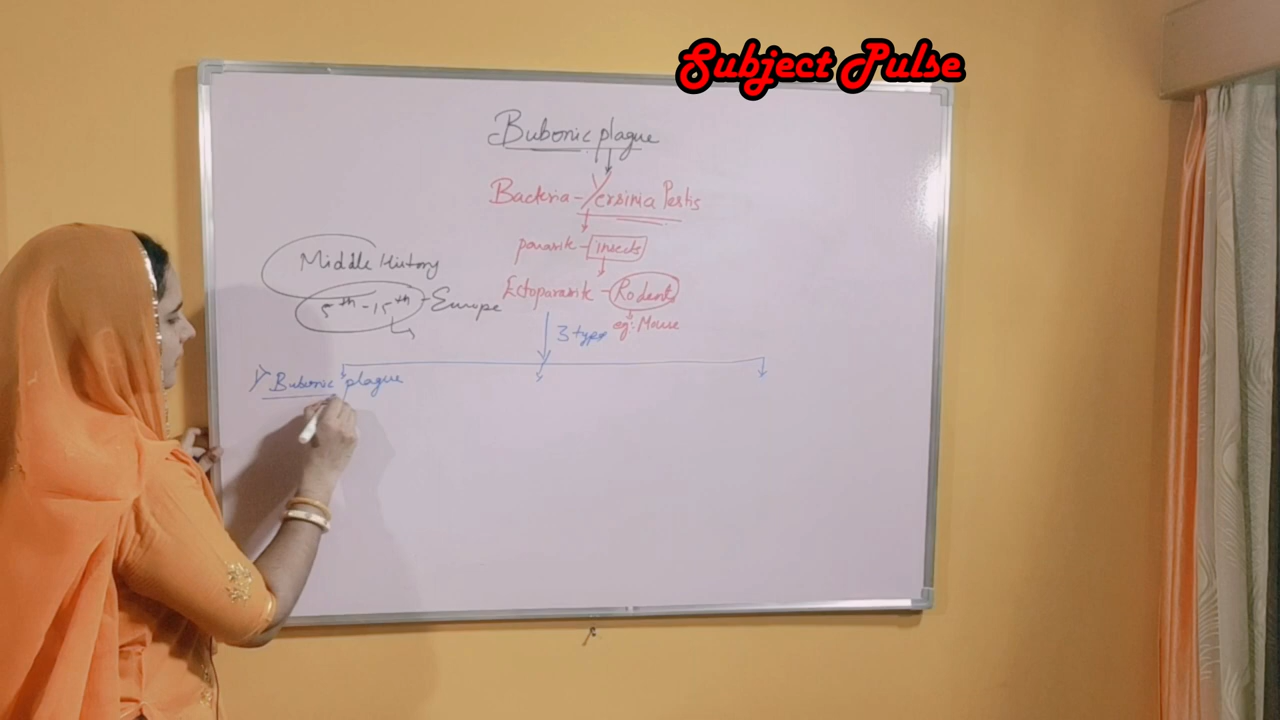 Subject Pulse
Bubonic plague
Bacteria - Yersinia Pestis
parasite - insects
Ectoparasite - Rodents
eg: Mouse
Middle History
5th - 15th - Europe
3 types
1) Bubonic plague